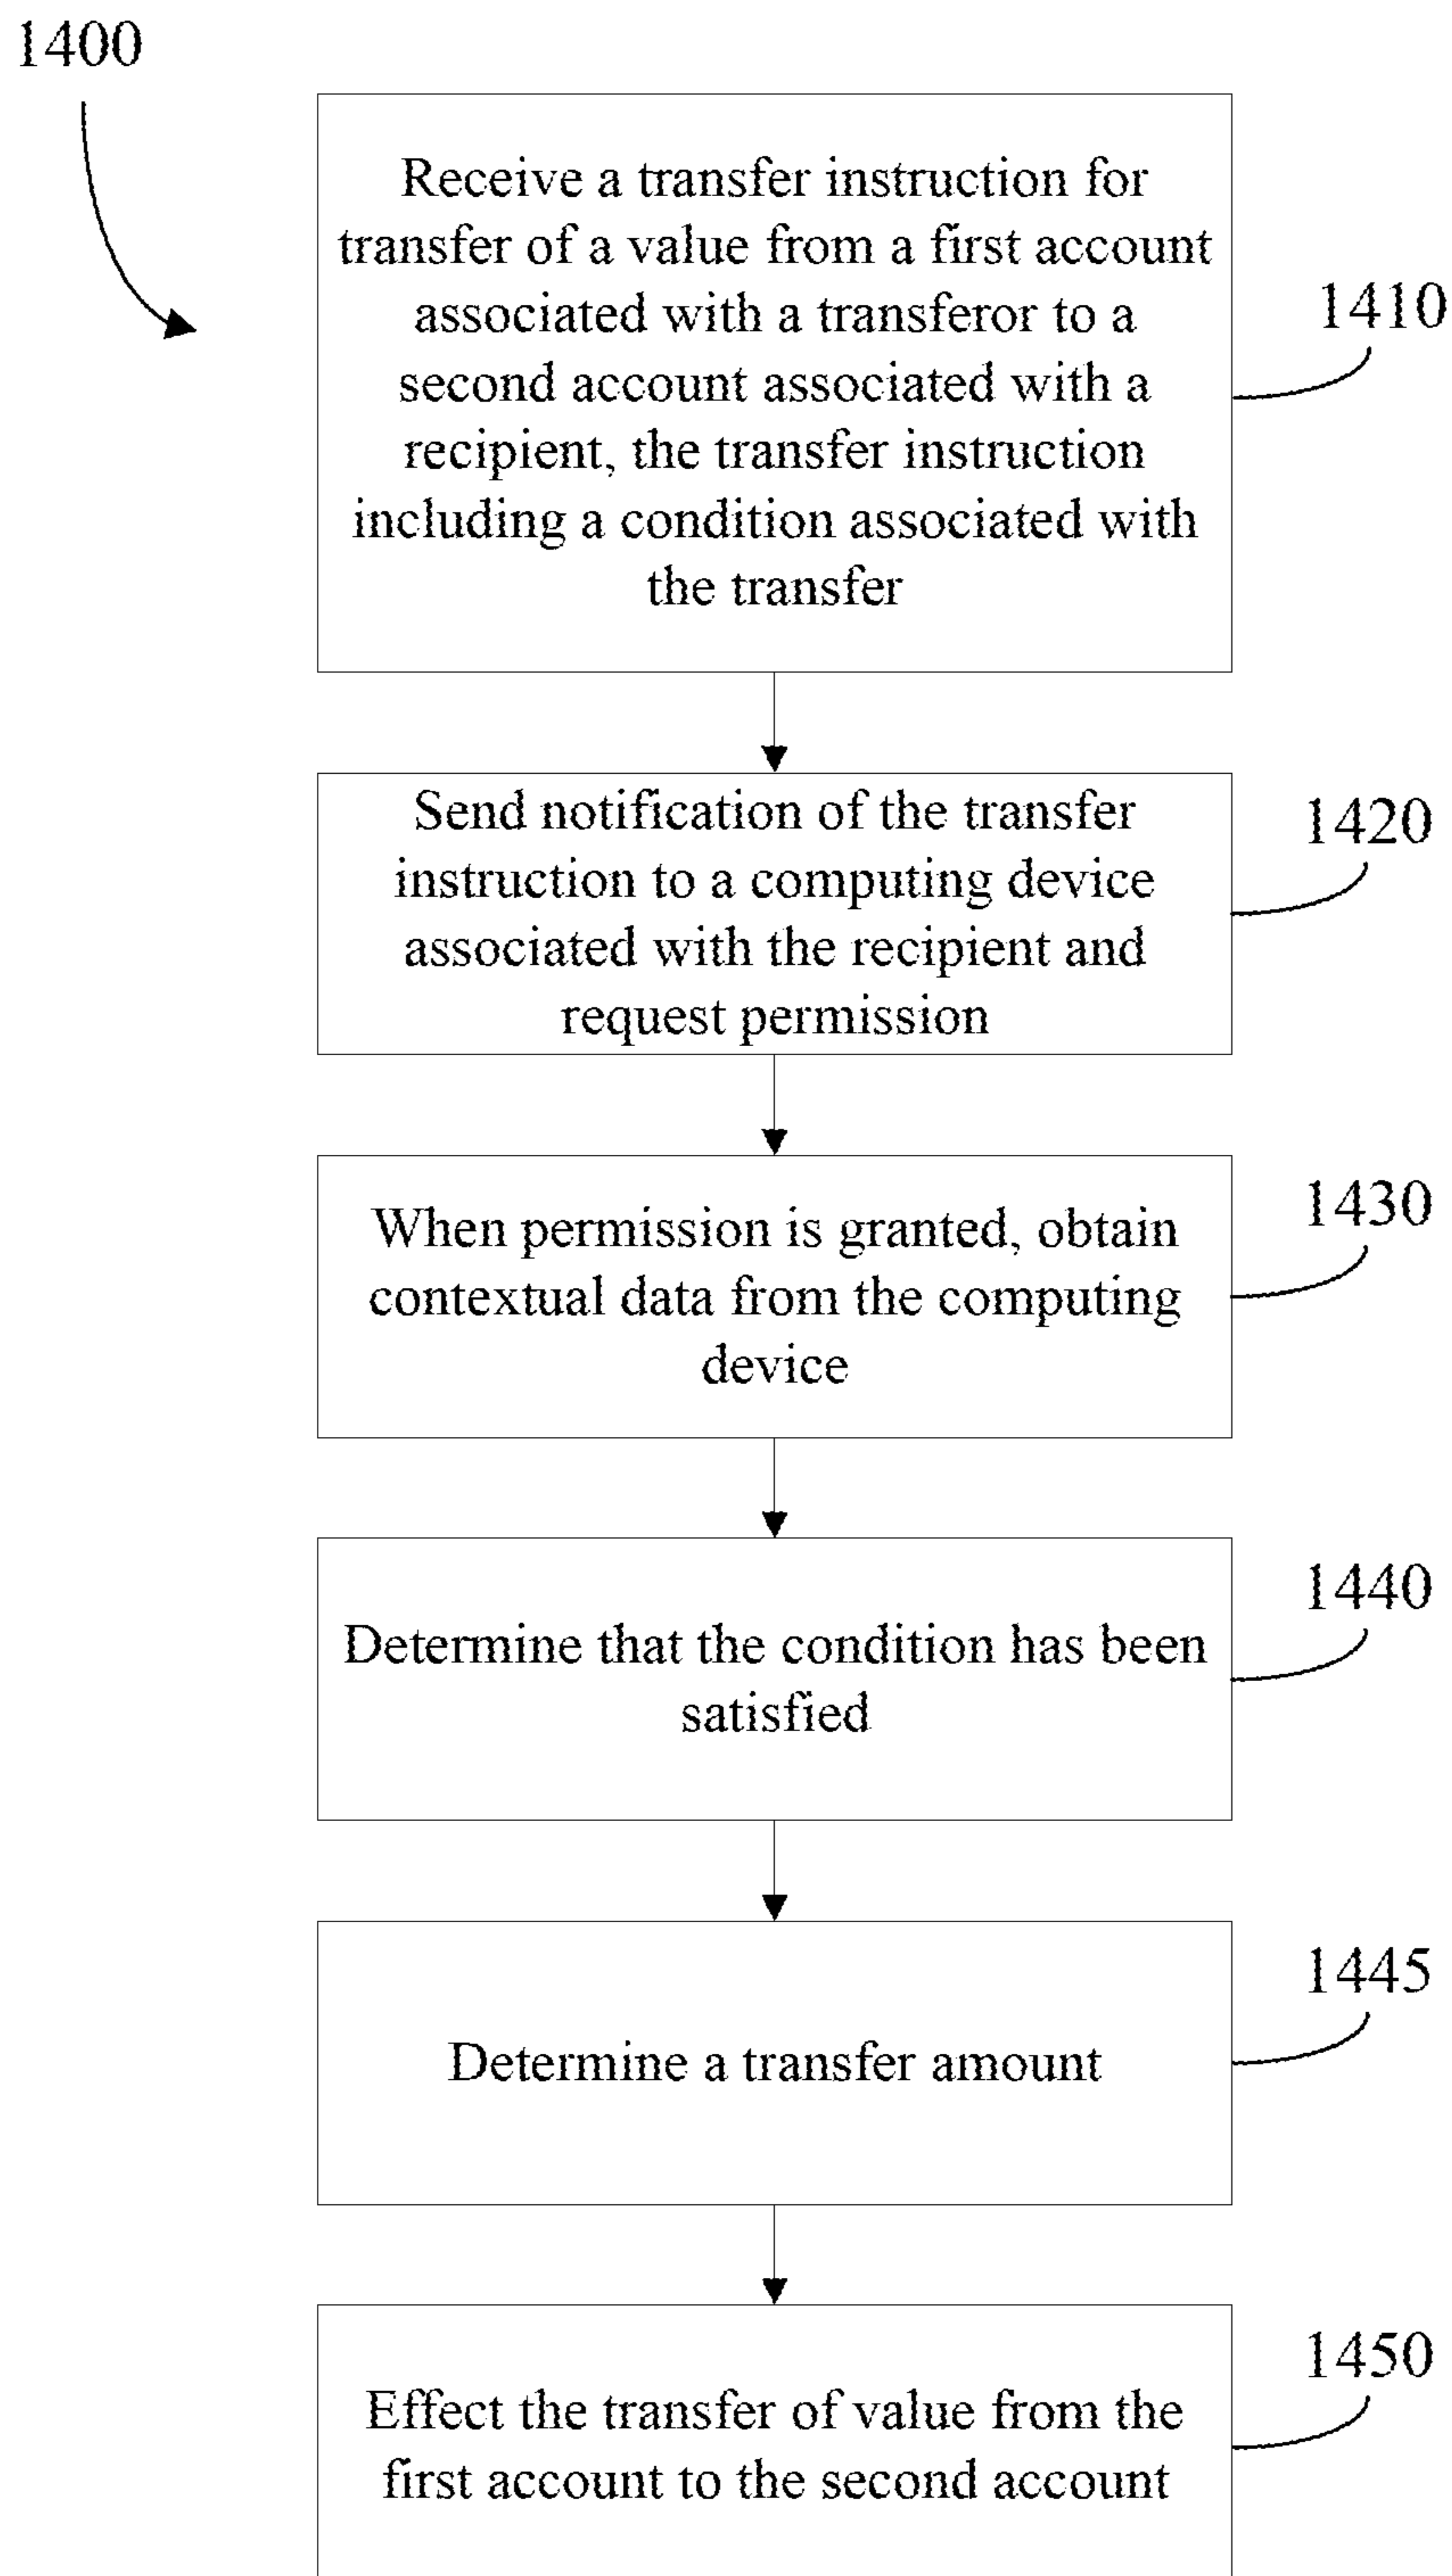 1400
Receive a transfer instruction for
transfer of a value from a first account
associated with a transferor to a
second account associated with a
recipient, the transfer instruction
including a condition associated with
the transfer
1410
Send notification of the transfer
instruction to a computing device
associated with the recipient and
request permission
1420
When permission is granted, obtain
contextual data from the computing
device
1430
Determine that the condition has been
satisfied
1440
Determine a transfer amount
1445
Effect the transfer of value from the
first account to the second account
1450